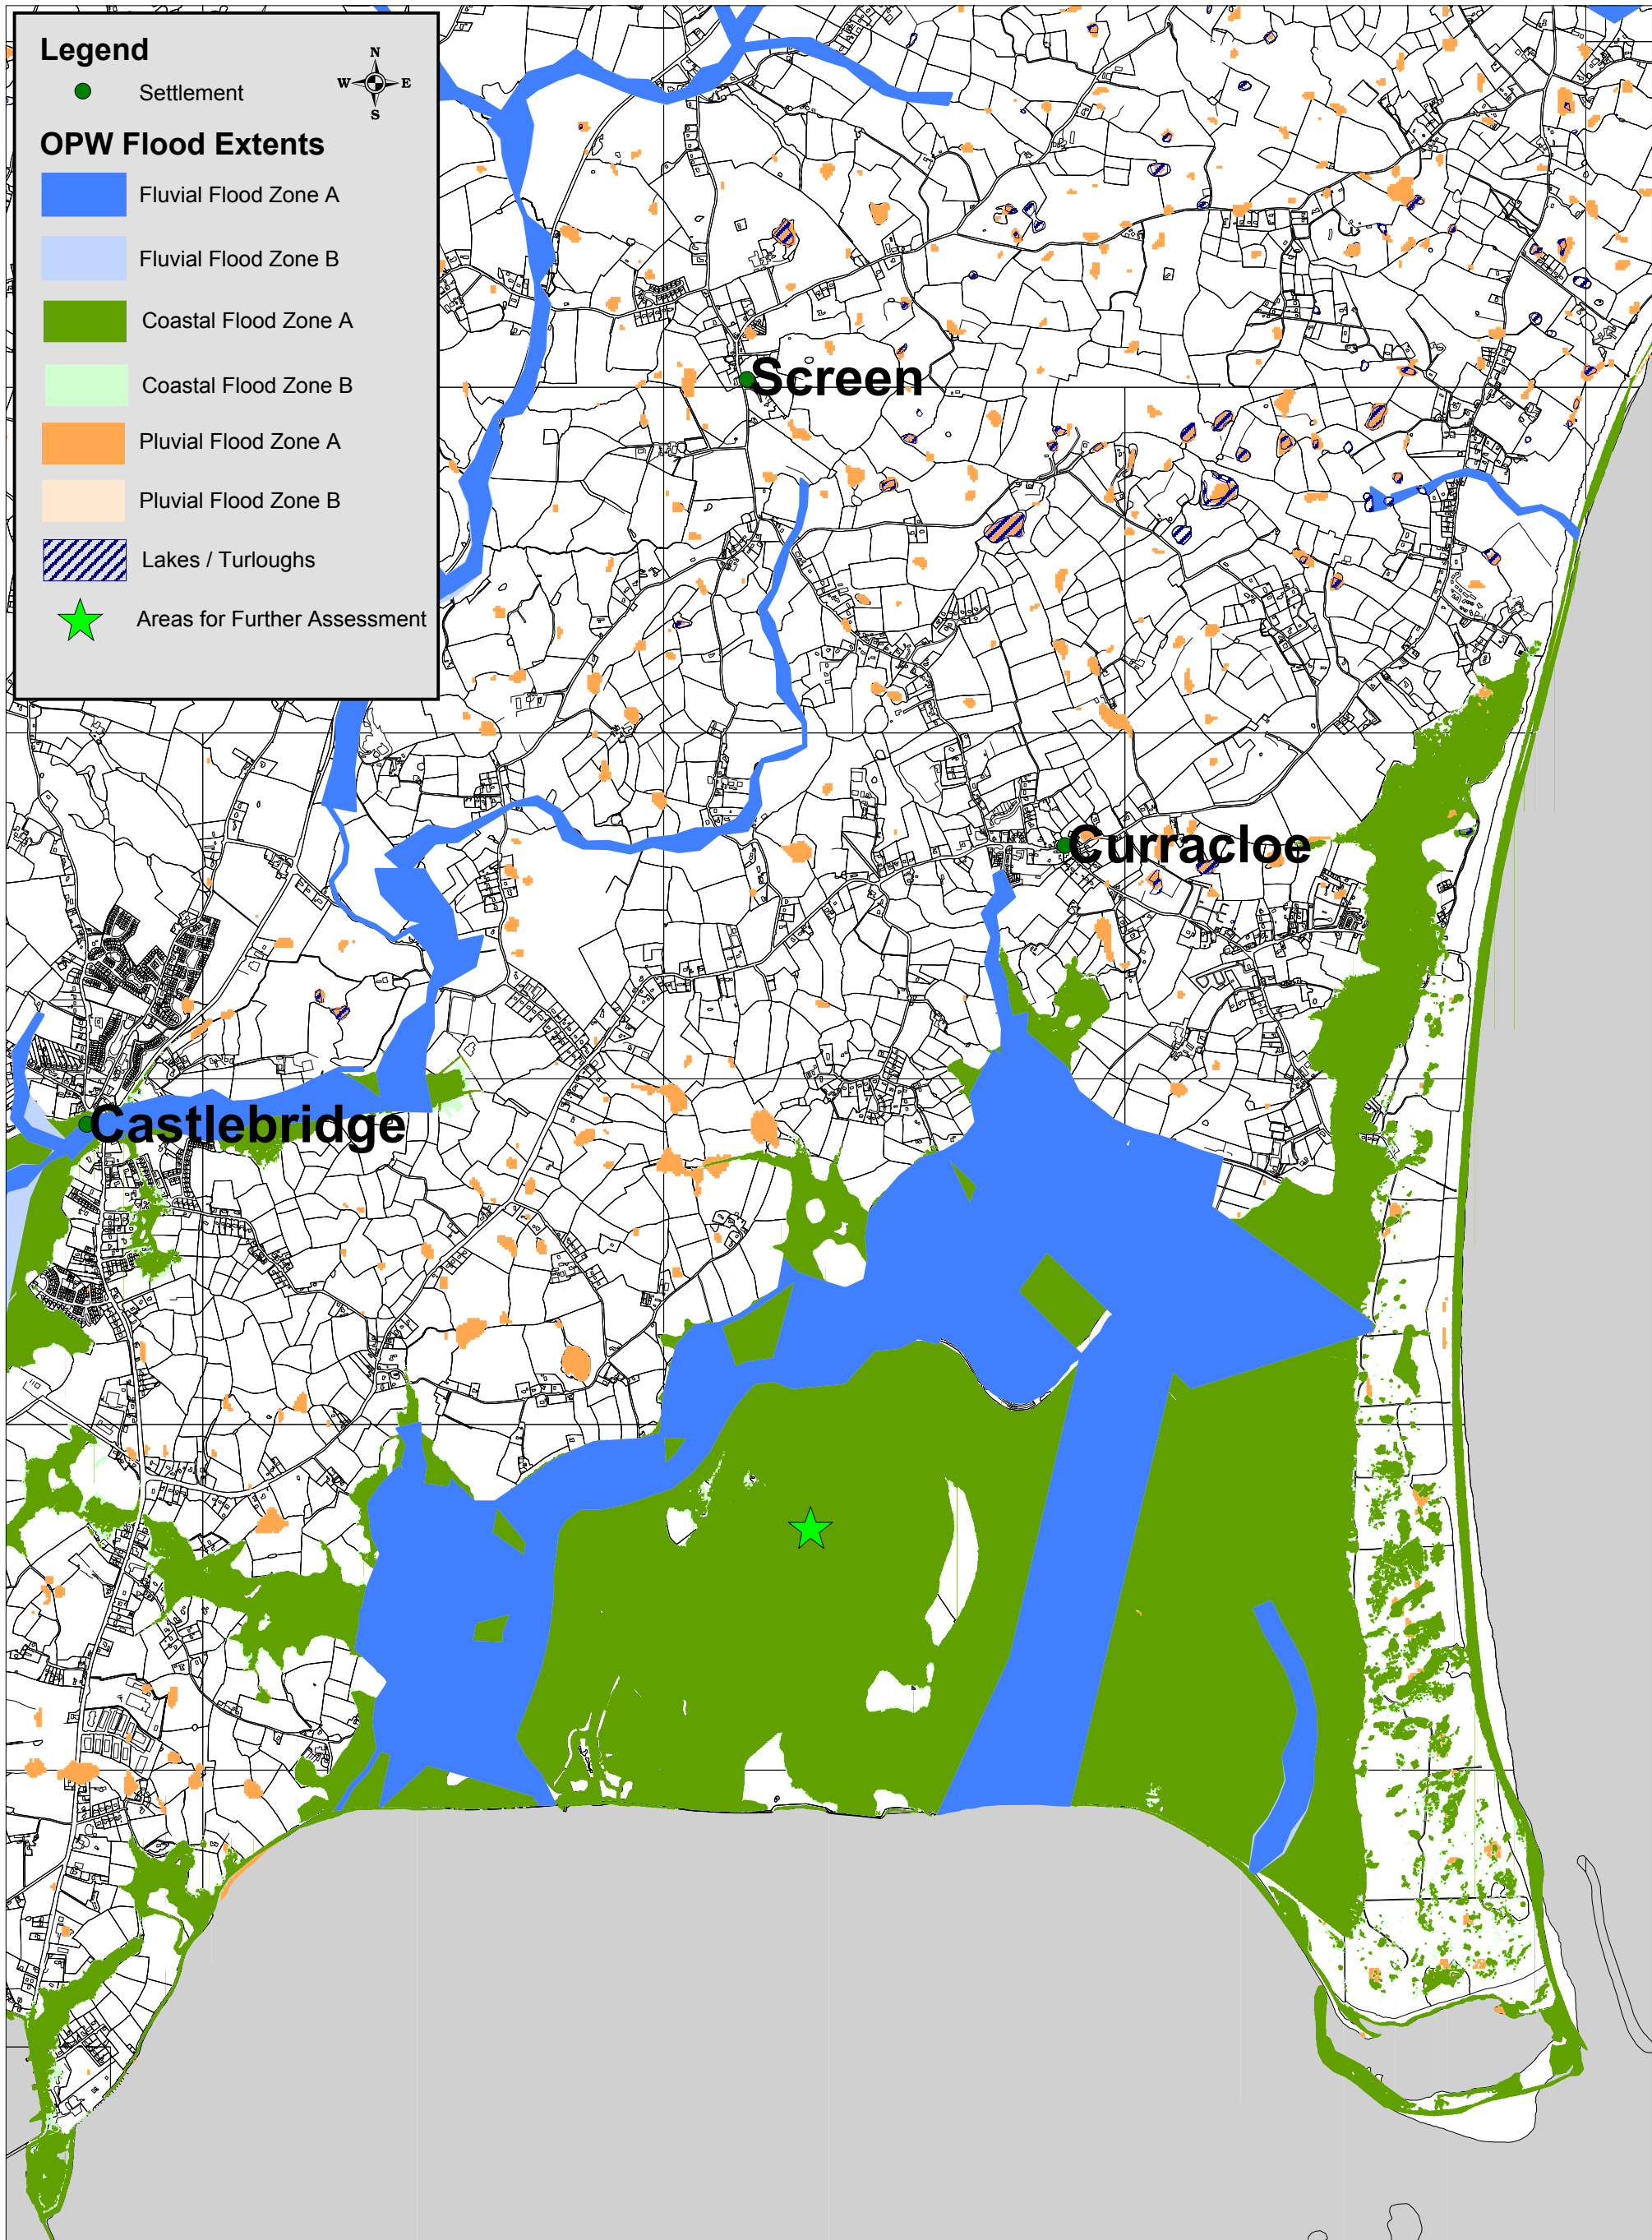 Legend
N
W E
S
Settlement
OPW Flood Extents
Fluvial Flood Zone A
Fluvial Flood Zone B
Coastal Flood Zone A
Coastal Flood Zone B
Pluvial Flood Zone A
Pluvial Flood Zone B
Lakes / Turloughs
Areas for Further Assessment
Screen
Curracloe
Castlebridge